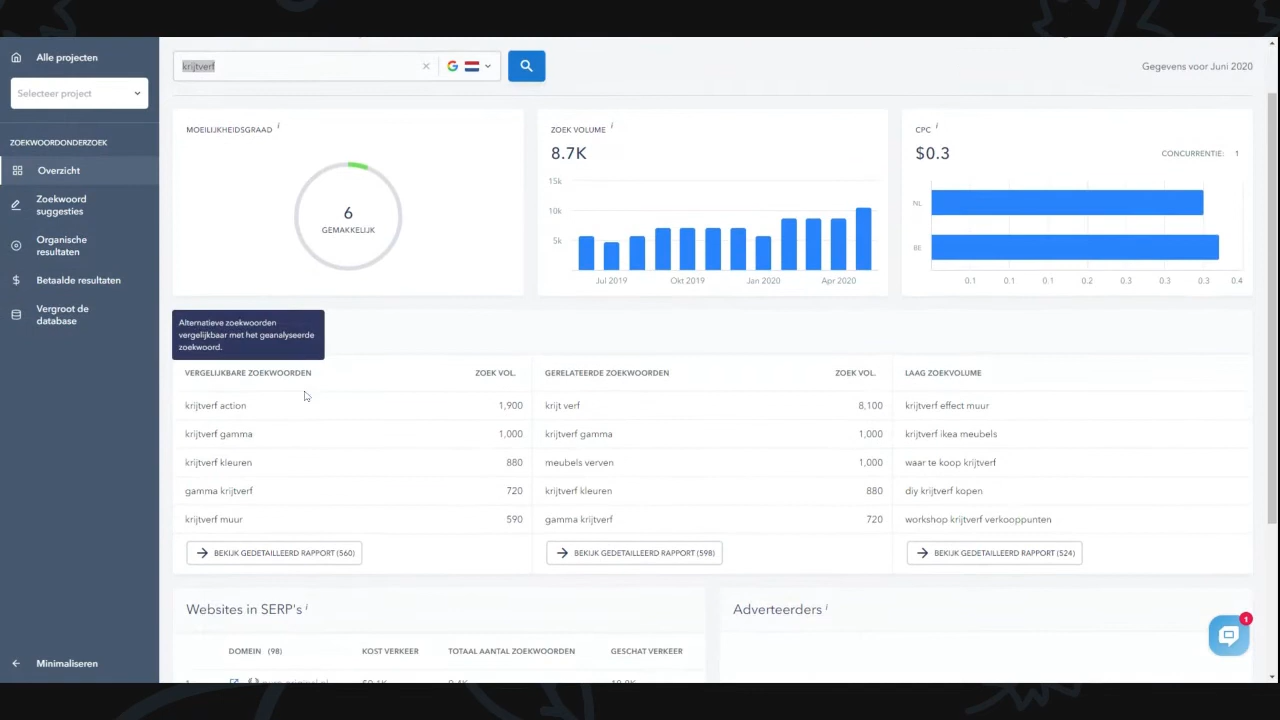 Alle projecten
Selecteer project
ZOEKWOORDONDERZOEK
Overzicht
Zoekwoord
suggesties
Organische
resultaten
Betaalde resultaten
Vergroot de
database
Minimaliseren
krijtverf
Gegevens voor Juni 2020
MOEILIJKHEIDSGRAAD i
6
GEMAKKELIJK
ZOEK VOLUME i
8.7K
15k
10k
5k
Jul 2019 Okt 2019 Jan 2020 Apr 2020
CPC i
$0.3 CONCURRENTIE: 1
NL
BE
0.1 0.1 0.1 0.2 0.3 0.3 0.3 0.4
Alternatieve zoekwoorden
vergelijkbaar met het geanalyseerde
zoekwoord.
VERGELIJKBARE ZOEKWOORDEN ZOEK VOL. GERELATEERDE ZOEKWOORDEN ZOEK VOL. LAAG ZOEKVOLUME
krijtverf action 1,900 krijt verf 8,100 krijtverf effect muur
krijtverf gamma 1,000 krijtverf gamma 1,000 krijtverf ikea meubels
krijtverf kleuren 880 meubels verven 1,000 waar te koop krijtverf
gamma krijtverf 720 krijtverf kleuren 880 diy krijtverf kopen
krijtverf muur 590 gamma krijtverf 720 workshop krijtverf verkooppunten
BEKIJK GEDETAILLEERD RAPPORT (560) BEKIJK GEDETAILLEERD RAPPORT (598) BEKIJK GEDETAILLEERD RAPPORT (524)
Websites in SERP's i Adverteerders i
DOMEIN (98) KOST VERKEER TOTAAL AANTAL ZOEKWOORDEN GESCHAT VERKEER
1